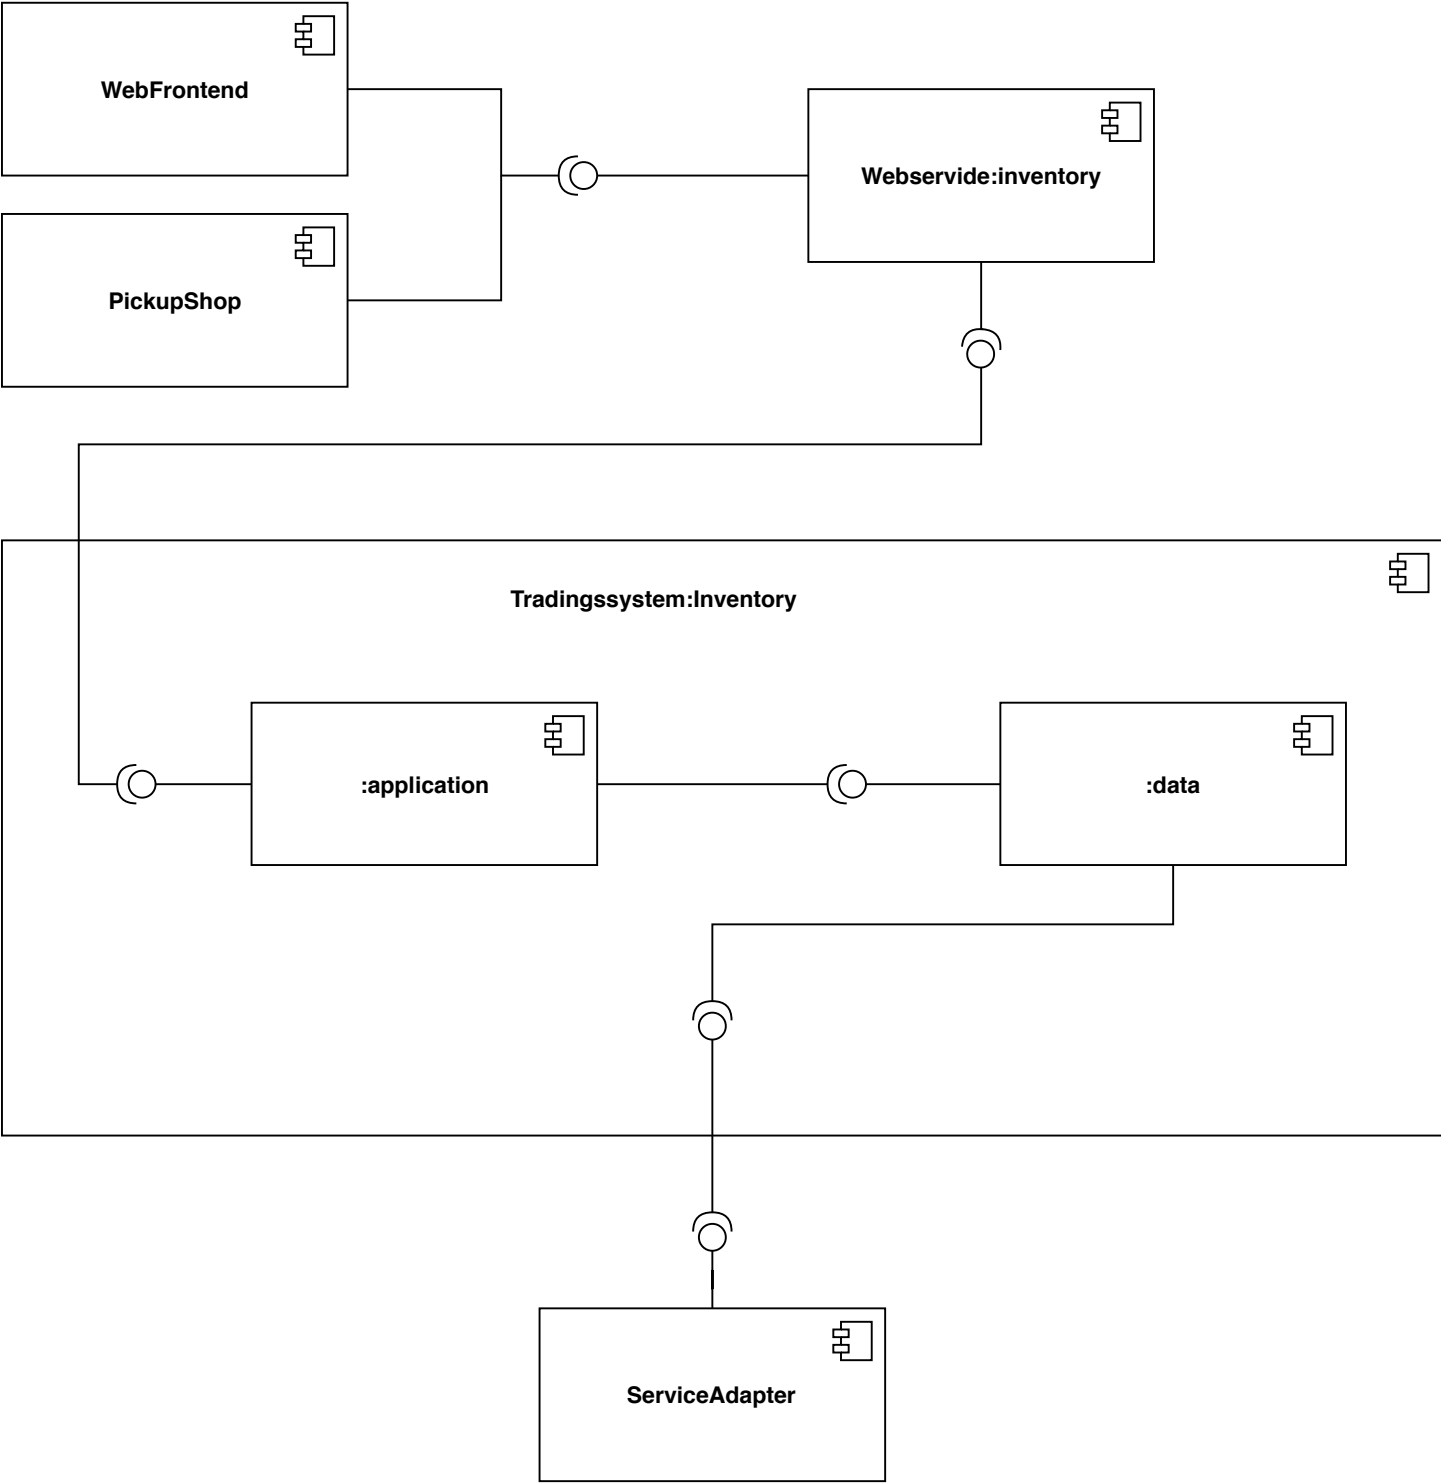 WebFrontend
Webservide:inventory
PickupShop
Tradingssystem:Inventory
:application
:data
ServiceAdapter